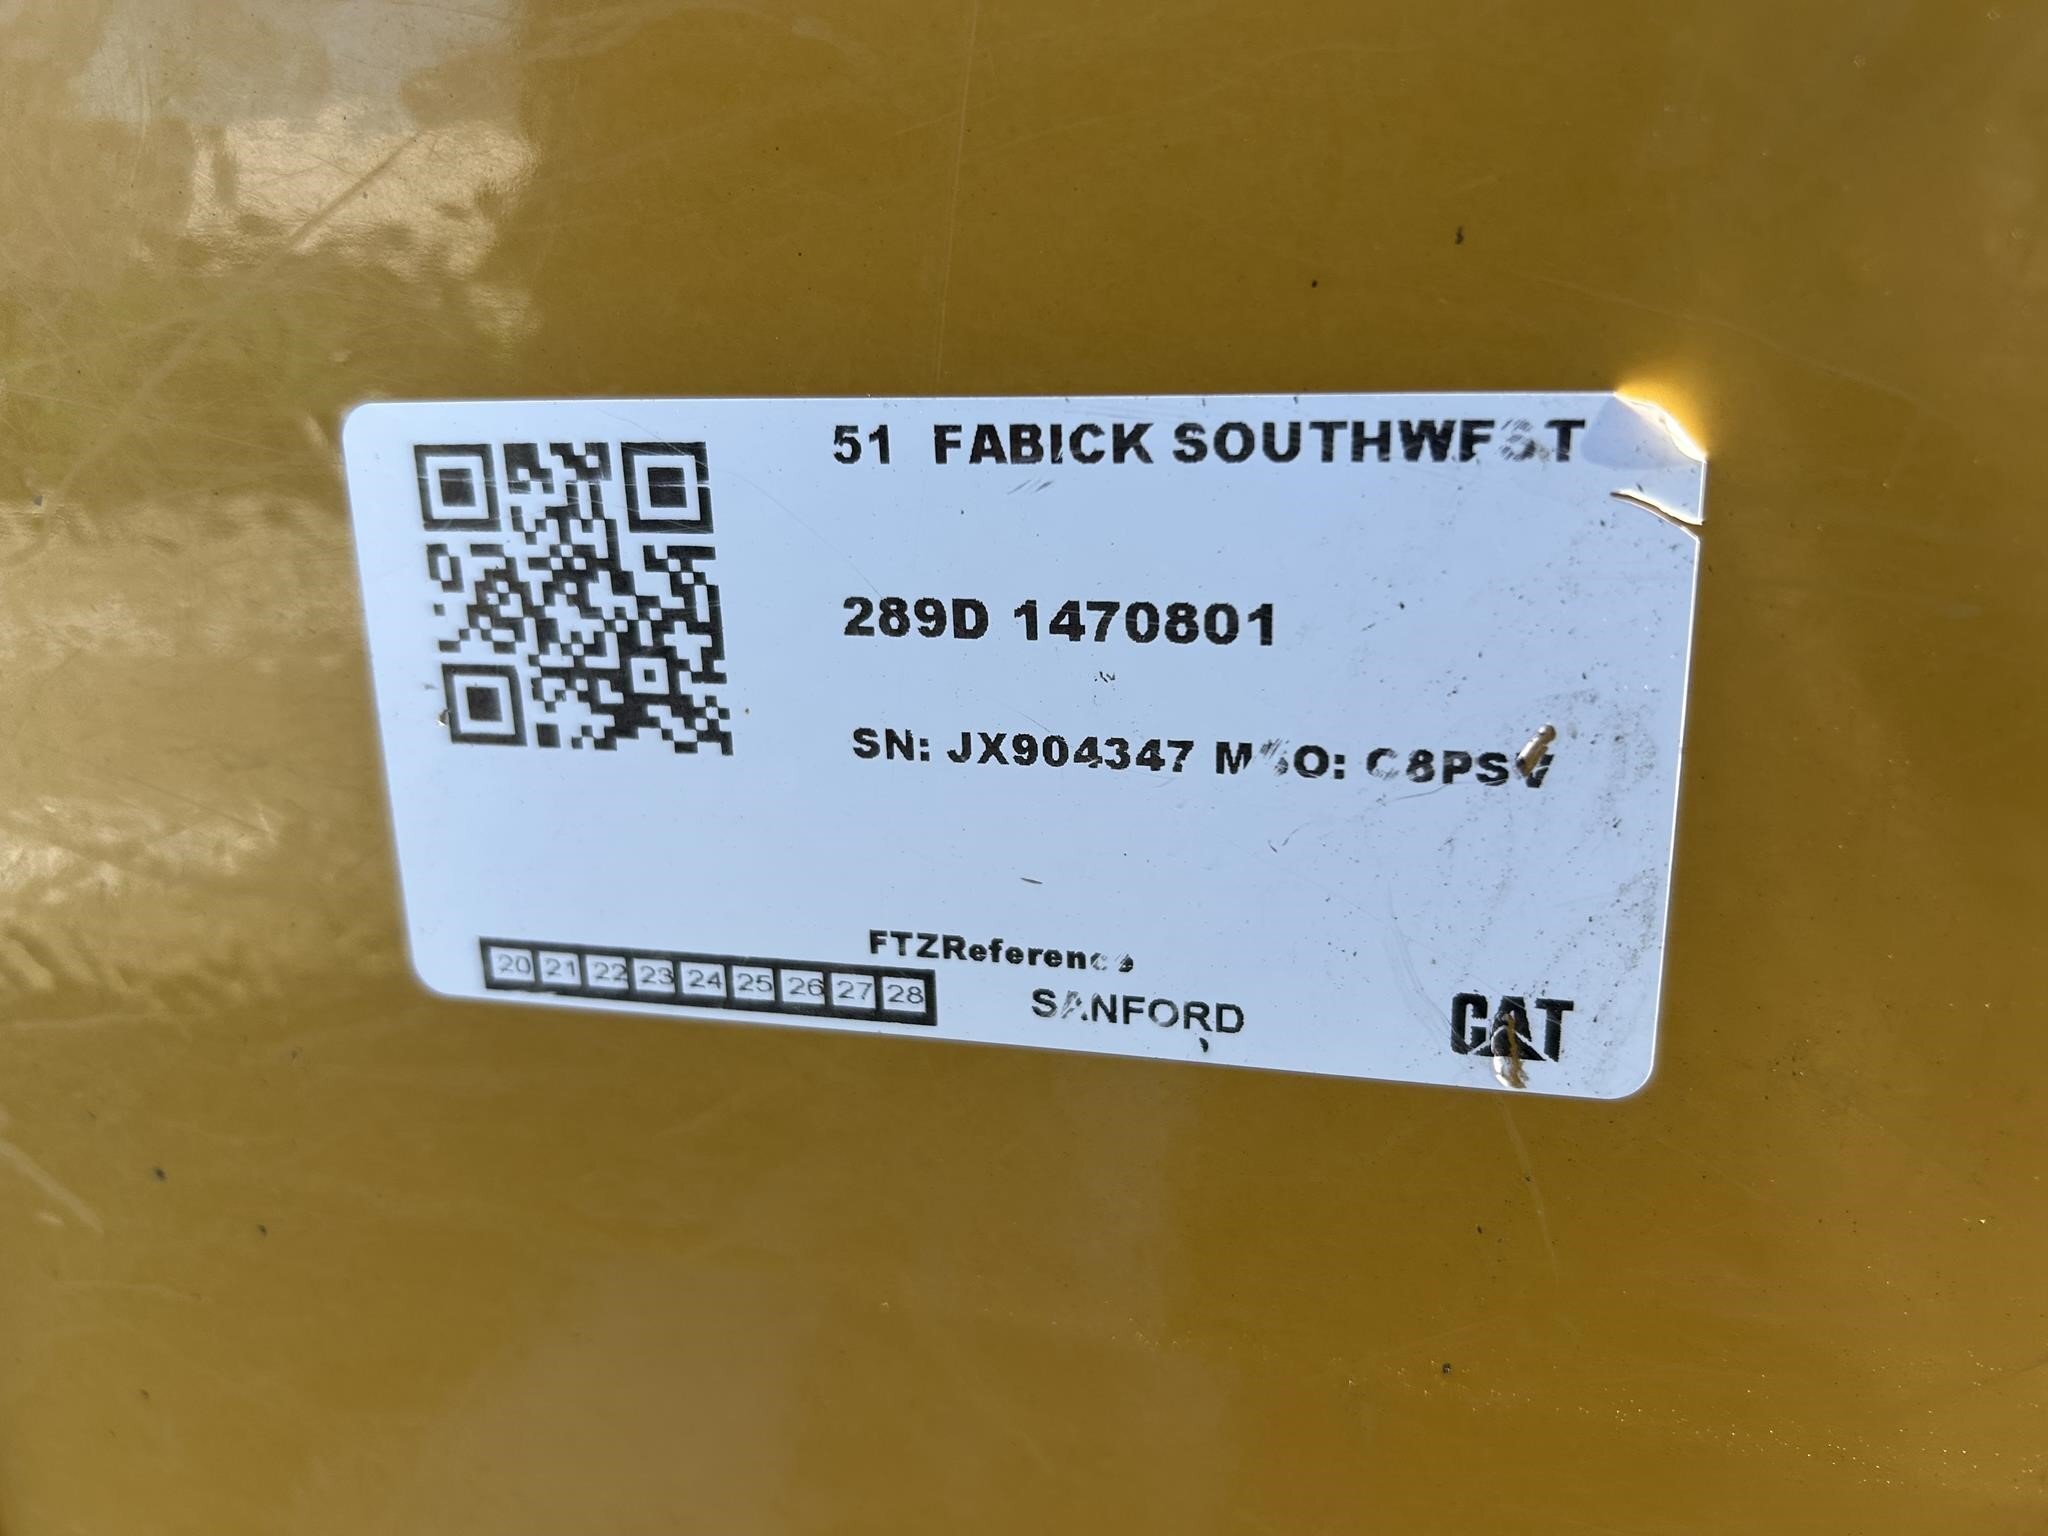 51 FABICK SOUTHWEST
289D 1470801
SN: JX904347 MSO: C8PSV
FTZReference
20 21 22 23 24 25 26 27 28
SANFORD
CAT